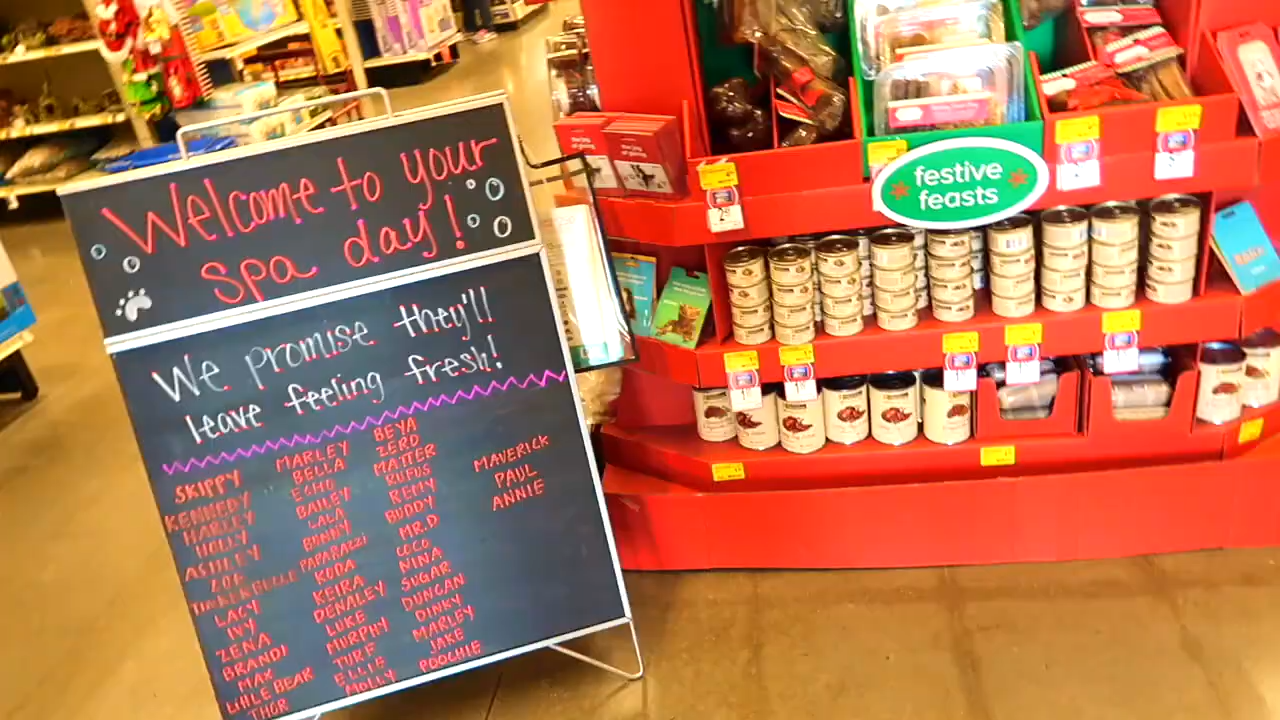 Welcome to your
spa day!
We promise they'll
leave feeling fresh!
SKIPPY
KENNEDY
HARLEY
HOLLY
ASHLEY
ZOE
TINKERBELLE
LACY
IVY
ZENA
BRANDI
MAX
LITTLE BEAR
THOR
MARLEY
BELLA
ECHO
BAILEY
LALA
BUNNY
PAPARAZZI
KODA
KEIRA
DENALEY
LUKE
MURPHY
TURF
ELLIE
MOLLY
BEYA
ZERO
MATTER
RUFUS
REMY
BUDDY
MR.D
COCO
NINA
SUGAR
DUNCAN
DINKY
MARLEY
JAKE
POOCHIE
MAVERICK
PAUL
ANNIE
festive
feasts